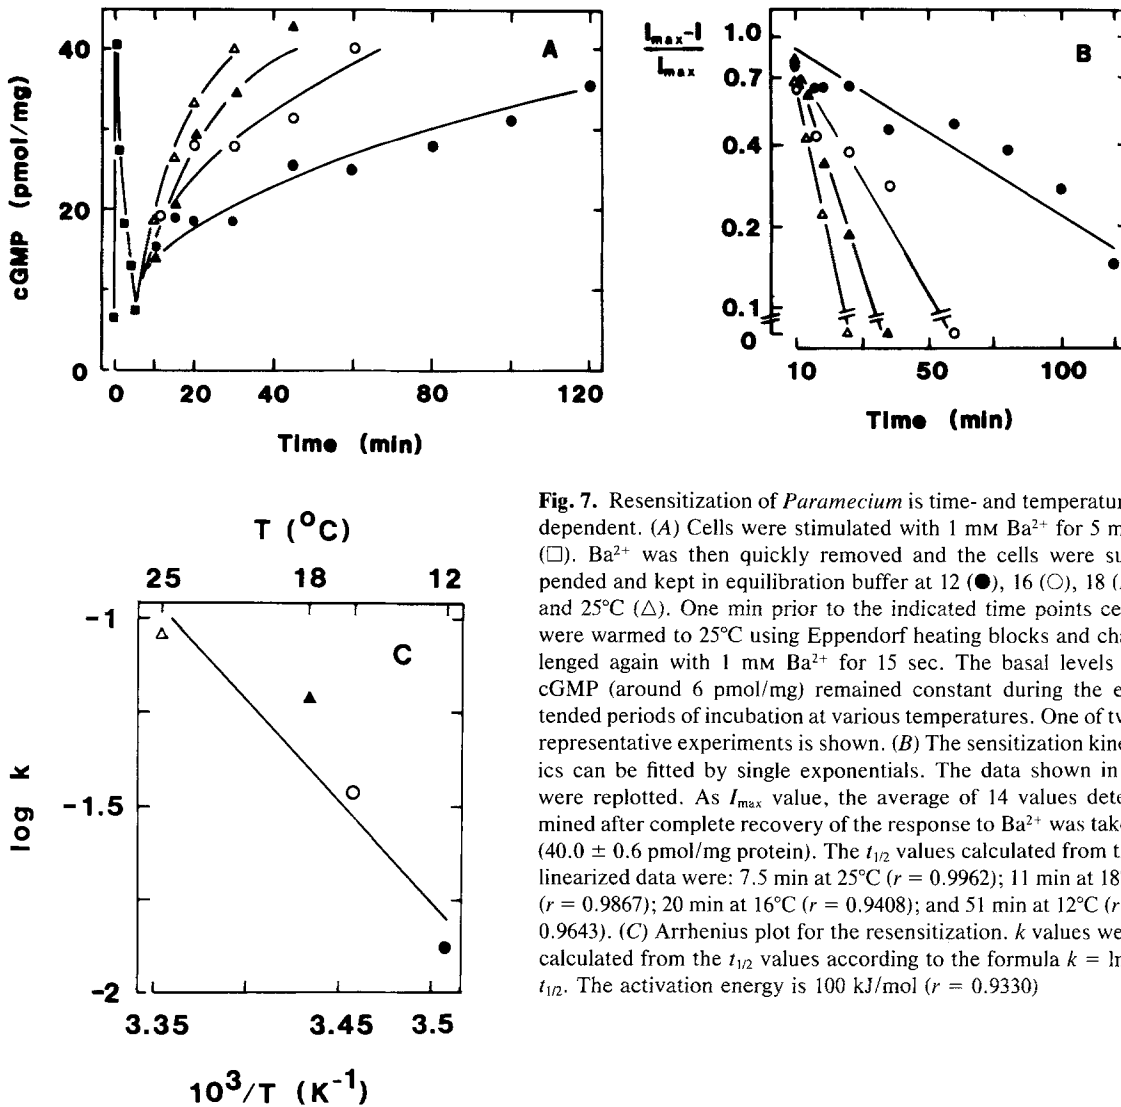 A
40
20
0
cGMP (pmol/mg)
0 20 40 80 120
Time (min)
I max - I
I max
B
1.0
0.7
0.4
0.2
0.1
0
10 50 100
Time (min)
T (°C)
25 18 12
C
-1
-1.5
-2
log k
3.35 3.45 3.5
10³/T (K⁻¹)
Fig. 7. Resensitization of Paramecium is time- and temperature
dependent. (A) Cells were stimulated with 1 mM Ba²⁺ for 5 m
(□). Ba²⁺ was then quickly removed and the cells were su
pended and kept in equilibration buffer at 12 (●), 16 (○), 18 (
and 25°C (△). One min prior to the indicated time points ce
were warmed to 25°C using Eppendorf heating blocks and cha
lenged again with 1 mM Ba²⁺ for 15 sec. The basal levels
cGMP (around 6 pmol/mg) remained constant during the e
tended periods of incubation at various temperatures. One of tw
representative experiments is shown. (B) The sensitization kine
ics can be fitted by single exponentials. The data shown in
were replotted. As Imax value, the average of 14 values dete
mined after complete recovery of the response to Ba²⁺ was take
(40.0 ± 0.6 pmol/mg protein). The t1/2 values calculated from t
linearized data were: 7.5 min at 25°C (r = 0.9962); 11 min at 18°
(r = 0.9867); 20 min at 16°C (r = 0.9408); and 51 min at 12°C (r
0.9643). (C) Arrhenius plot for the resensitization. k values we
calculated from the t1/2 values according to the formula k = ln
t1/2. The activation energy is 100 kJ/mol (r = 0.9330)